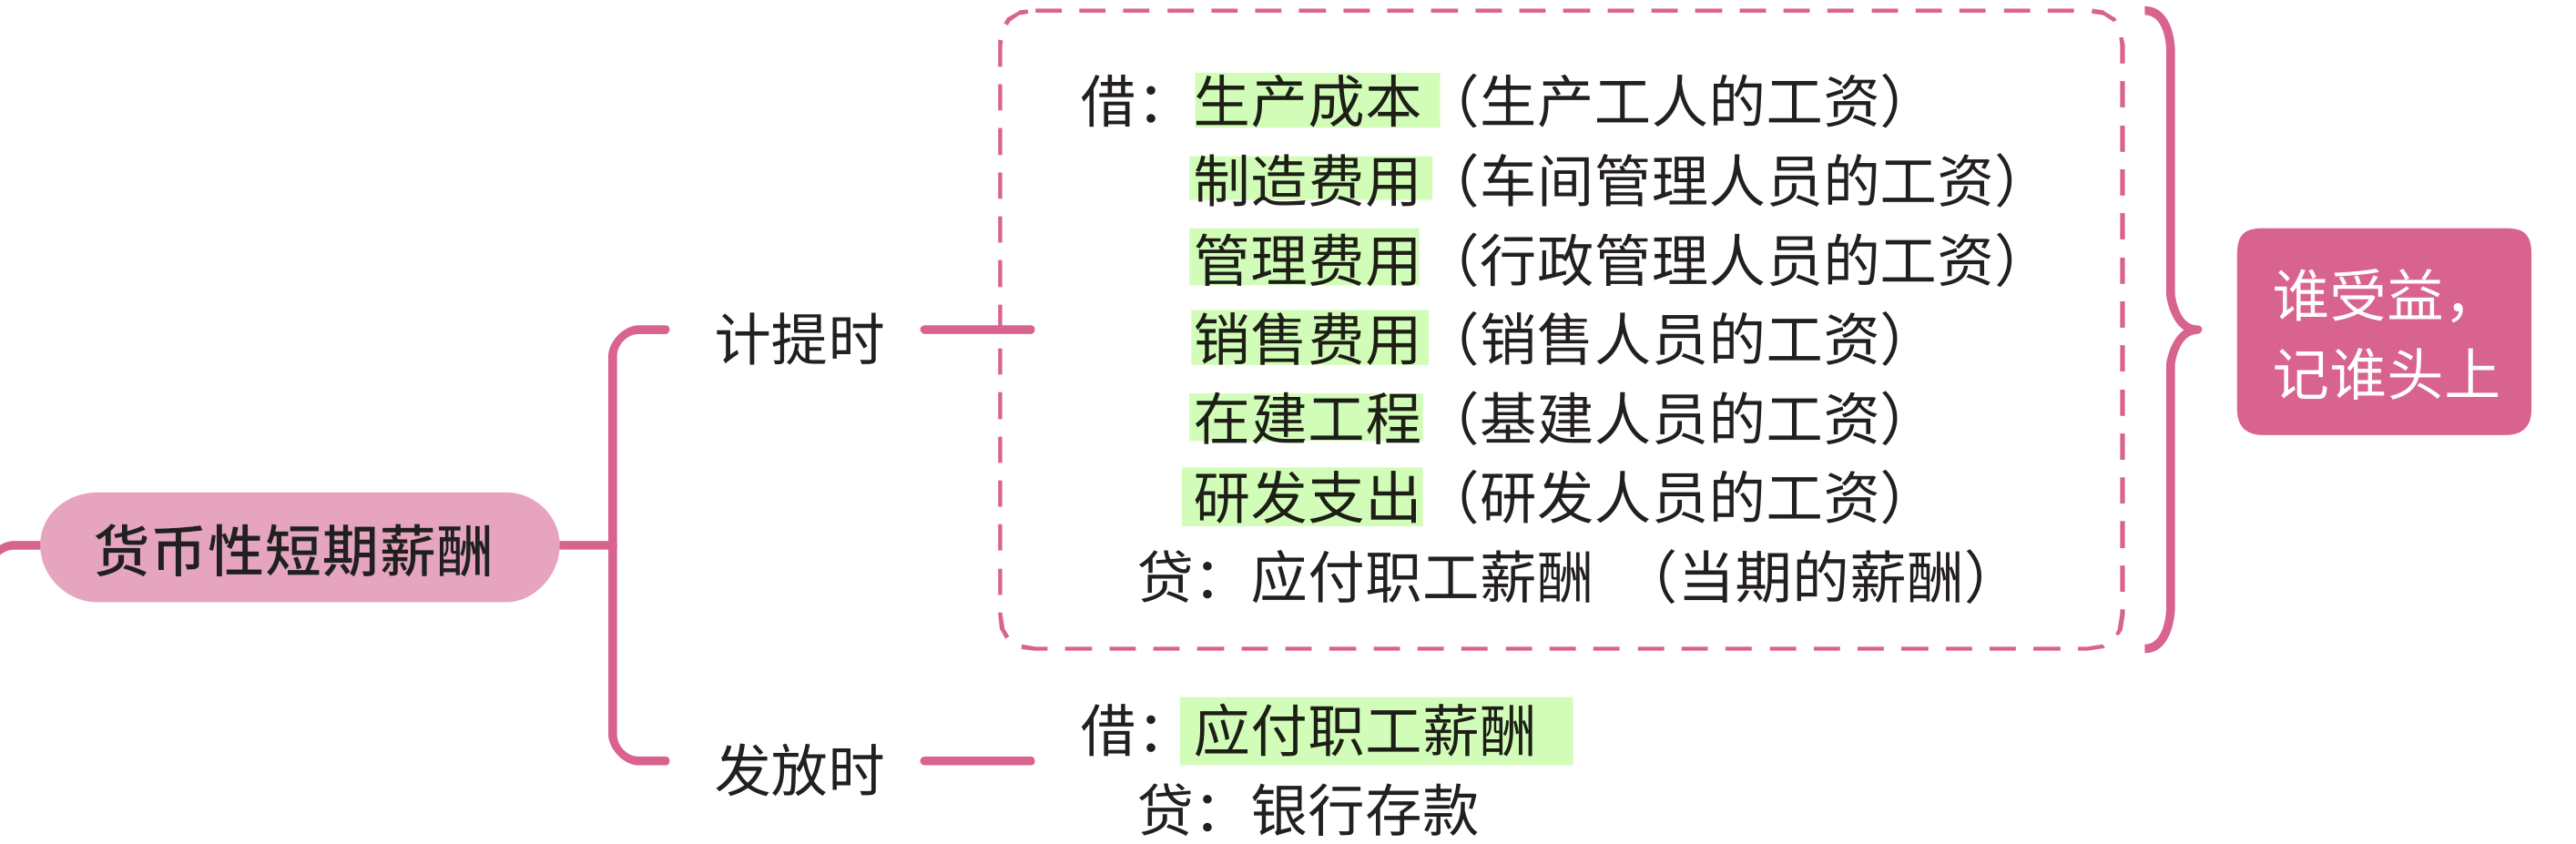 货币性短期薪酬
计提时
借：生产成本（生产工人的工资）
制造费用（车间管理人员的工资）
管理费用（行政管理人员的工资）
销售费用（销售人员的工资）
在建工程（基建人员的工资）
研发支出（研发人员的工资）
贷：应付职工薪酬 （当期的薪酬）
谁受益，
记谁头上
发放时
借：应付职工薪酬
贷：银行存款